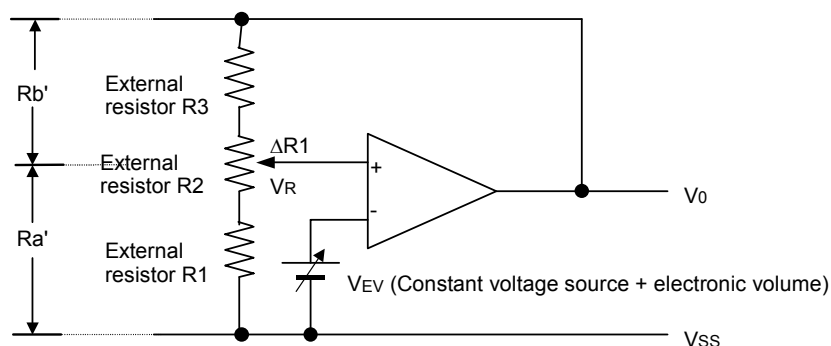 Rb'
External
resistor R3
ΔR1
External
resistor R2
VR
+
-
V0
Ra'
External
resistor R1
VEV (Constant voltage source + electronic volume)
VSS